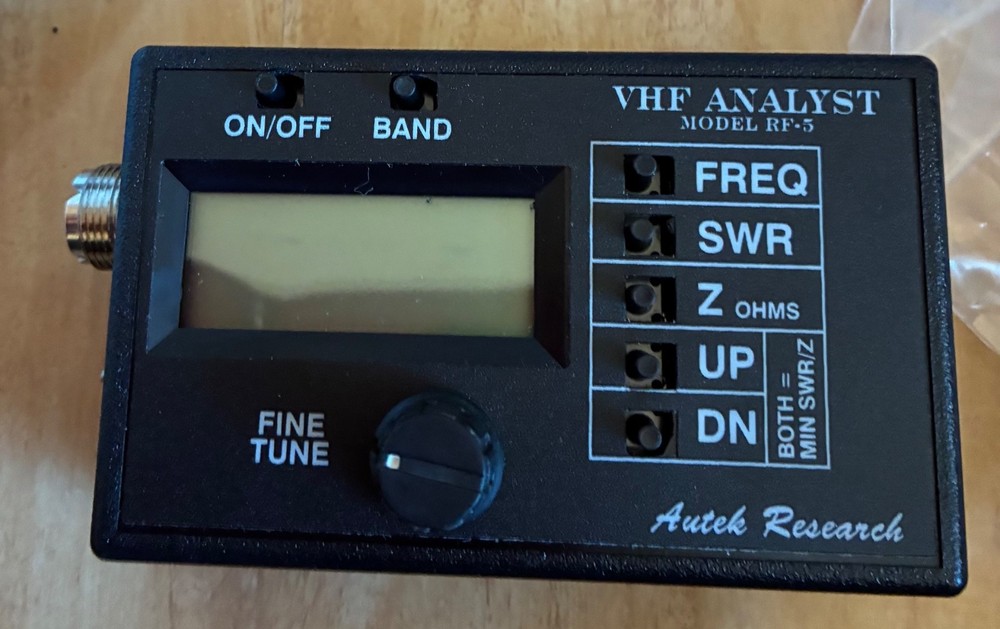 VHF ANALYST
MODEL RF-5
ON/OFF
BAND
FREQ
SWR
Z OHMS
UP
DN
BOTH =
MIN SWR/Z
FINE
TUNE
Autek Research